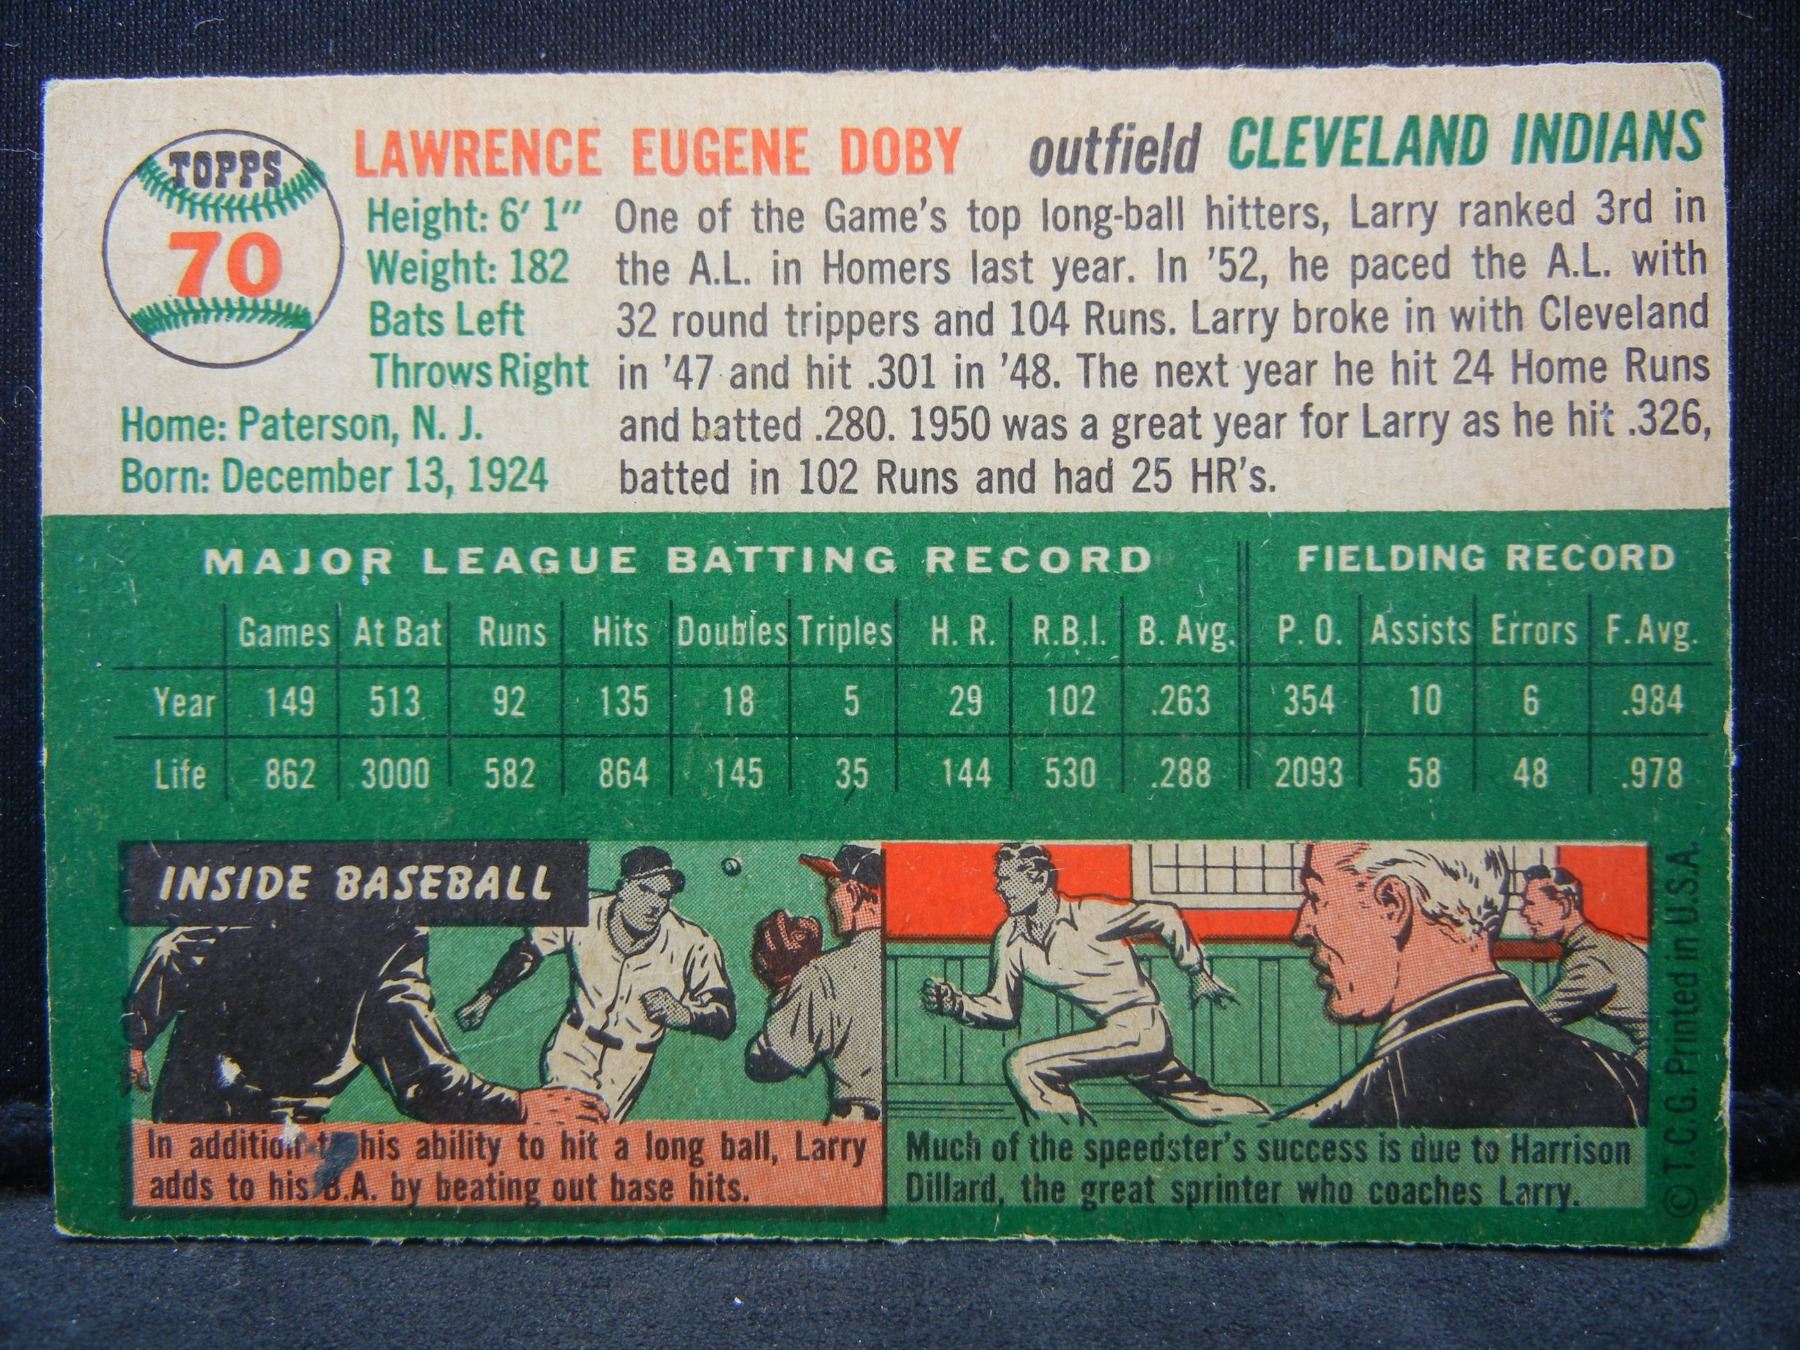 TOPPS
70
LAWRENCE EUGENE DOBY outfield CLEVELAND INDIANS
Height: 6' 1"
Weight: 182
Bats Left
Throws Right
Home: Paterson, N. J.
Born: December 13, 1924
One of the Game's top long-ball hitters, Larry ranked 3rd in
the A.L. in Homers last year. In '52, he paced the A.L. with
32 round trippers and 104 Runs. Larry broke in with Cleveland
in '47 and hit .301 in '48. The next year he hit 24 Home Runs
and batted .280. 1950 was a great year for Larry as he hit .326,
batted in 102 Runs and had 25 HR's.
MAJOR LEAGUE BATTING RECORD FIELDING RECORD
Games At Bat Runs Hits Doubles Triples H. R. R.B.I. B. Avg. P. O. Assists Errors F. Avg.
Year 149 513 92 135 18 5 29 102 .263 354 10 6 .984
Life 862 3000 582 864 145 35 144 530 .288 2093 58 48 .978
INSIDE BASEBALL
In addition to his ability to hit a long ball, Larry
adds to his B.A. by beating out base hits.
Much of the speedster's success is due to Harrison
Dillard, the great sprinter who coaches Larry.
© T.C.G. Printed in U.S.A.